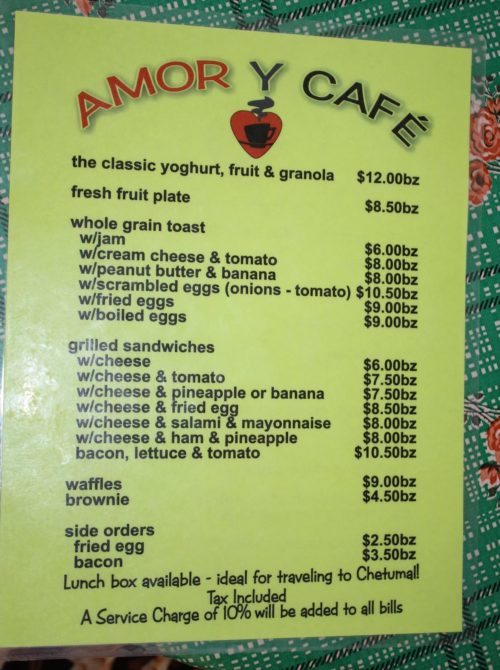 AMOR Y CAFÉ
the classic yoghurt, fruit & granola $12.00bz
fresh fruit plate $8.50bz
whole grain toast
w/jam $6.00bz
w/cream cheese & tomato $8.00bz
w/peanut butter & banana $8.00bz
w/scrambled eggs (onions - tomato) $10.50bz
w/fried eggs $9.00bz
w/boiled eggs $9.00bz
grilled sandwiches
w/cheese $6.00bz
w/cheese & tomato $7.50bz
w/cheese & pineapple or banana $7.50bz
w/cheese & fried egg $8.50bz
w/cheese & salami & mayonnaise $8.00bz
w/cheese & ham & pineapple $8.00bz
bacon, lettuce & tomato $10.50bz
waffles $9.00bz
brownie $4.50bz
side orders
fried egg $2.50bz
bacon $3.50bz
Lunch box available - ideal for traveling to Chetumal!
Tax Included
A Service Charge of 10% will be added to all bills